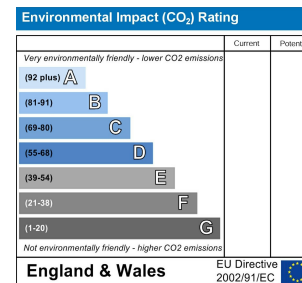 Environmental Impact (CO₂) Rating
Current Potent
Very environmentally friendly - lower CO2 emissions
(92 plus) A
(81-91) B
(69-80) C
(55-68) D
(39-54) E
(21-38) F
(1-20) G
Not environmentally friendly - higher CO2 emissions
England & Wales
EU Directive
2002/91/EC